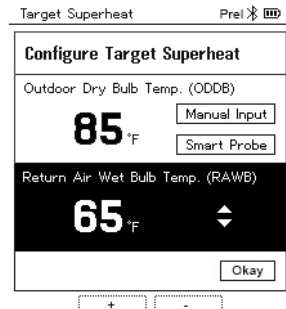 Target Superheat Prel
Configure Target Superheat
Outdoor Dry Bulb Temp. (ODDB)
85 °F
Manual Input
Smart Probe
Return Air Wet Bulb Temp. (RAWB)
65 °F
Okay
+ -